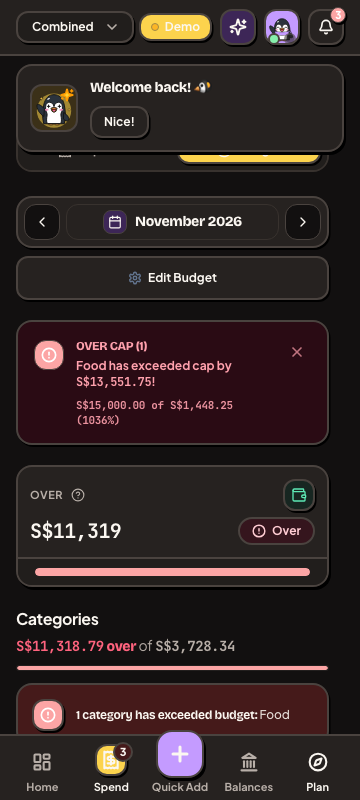 Combined
Demo
3
Welcome back! 🐧
Nice!
November 2026
Edit Budget
OVER CAP (1)
Food has exceeded cap by
S$13,551.75!
S$15,000.00 of S$1,448.25
(1036%)
OVER
S$11,319
Over
Categories
S$11,318.79 over of S$3,728.34
1 category has exceeded budget: Food
3
Home
Spend
Quick Add
Balances
Plan